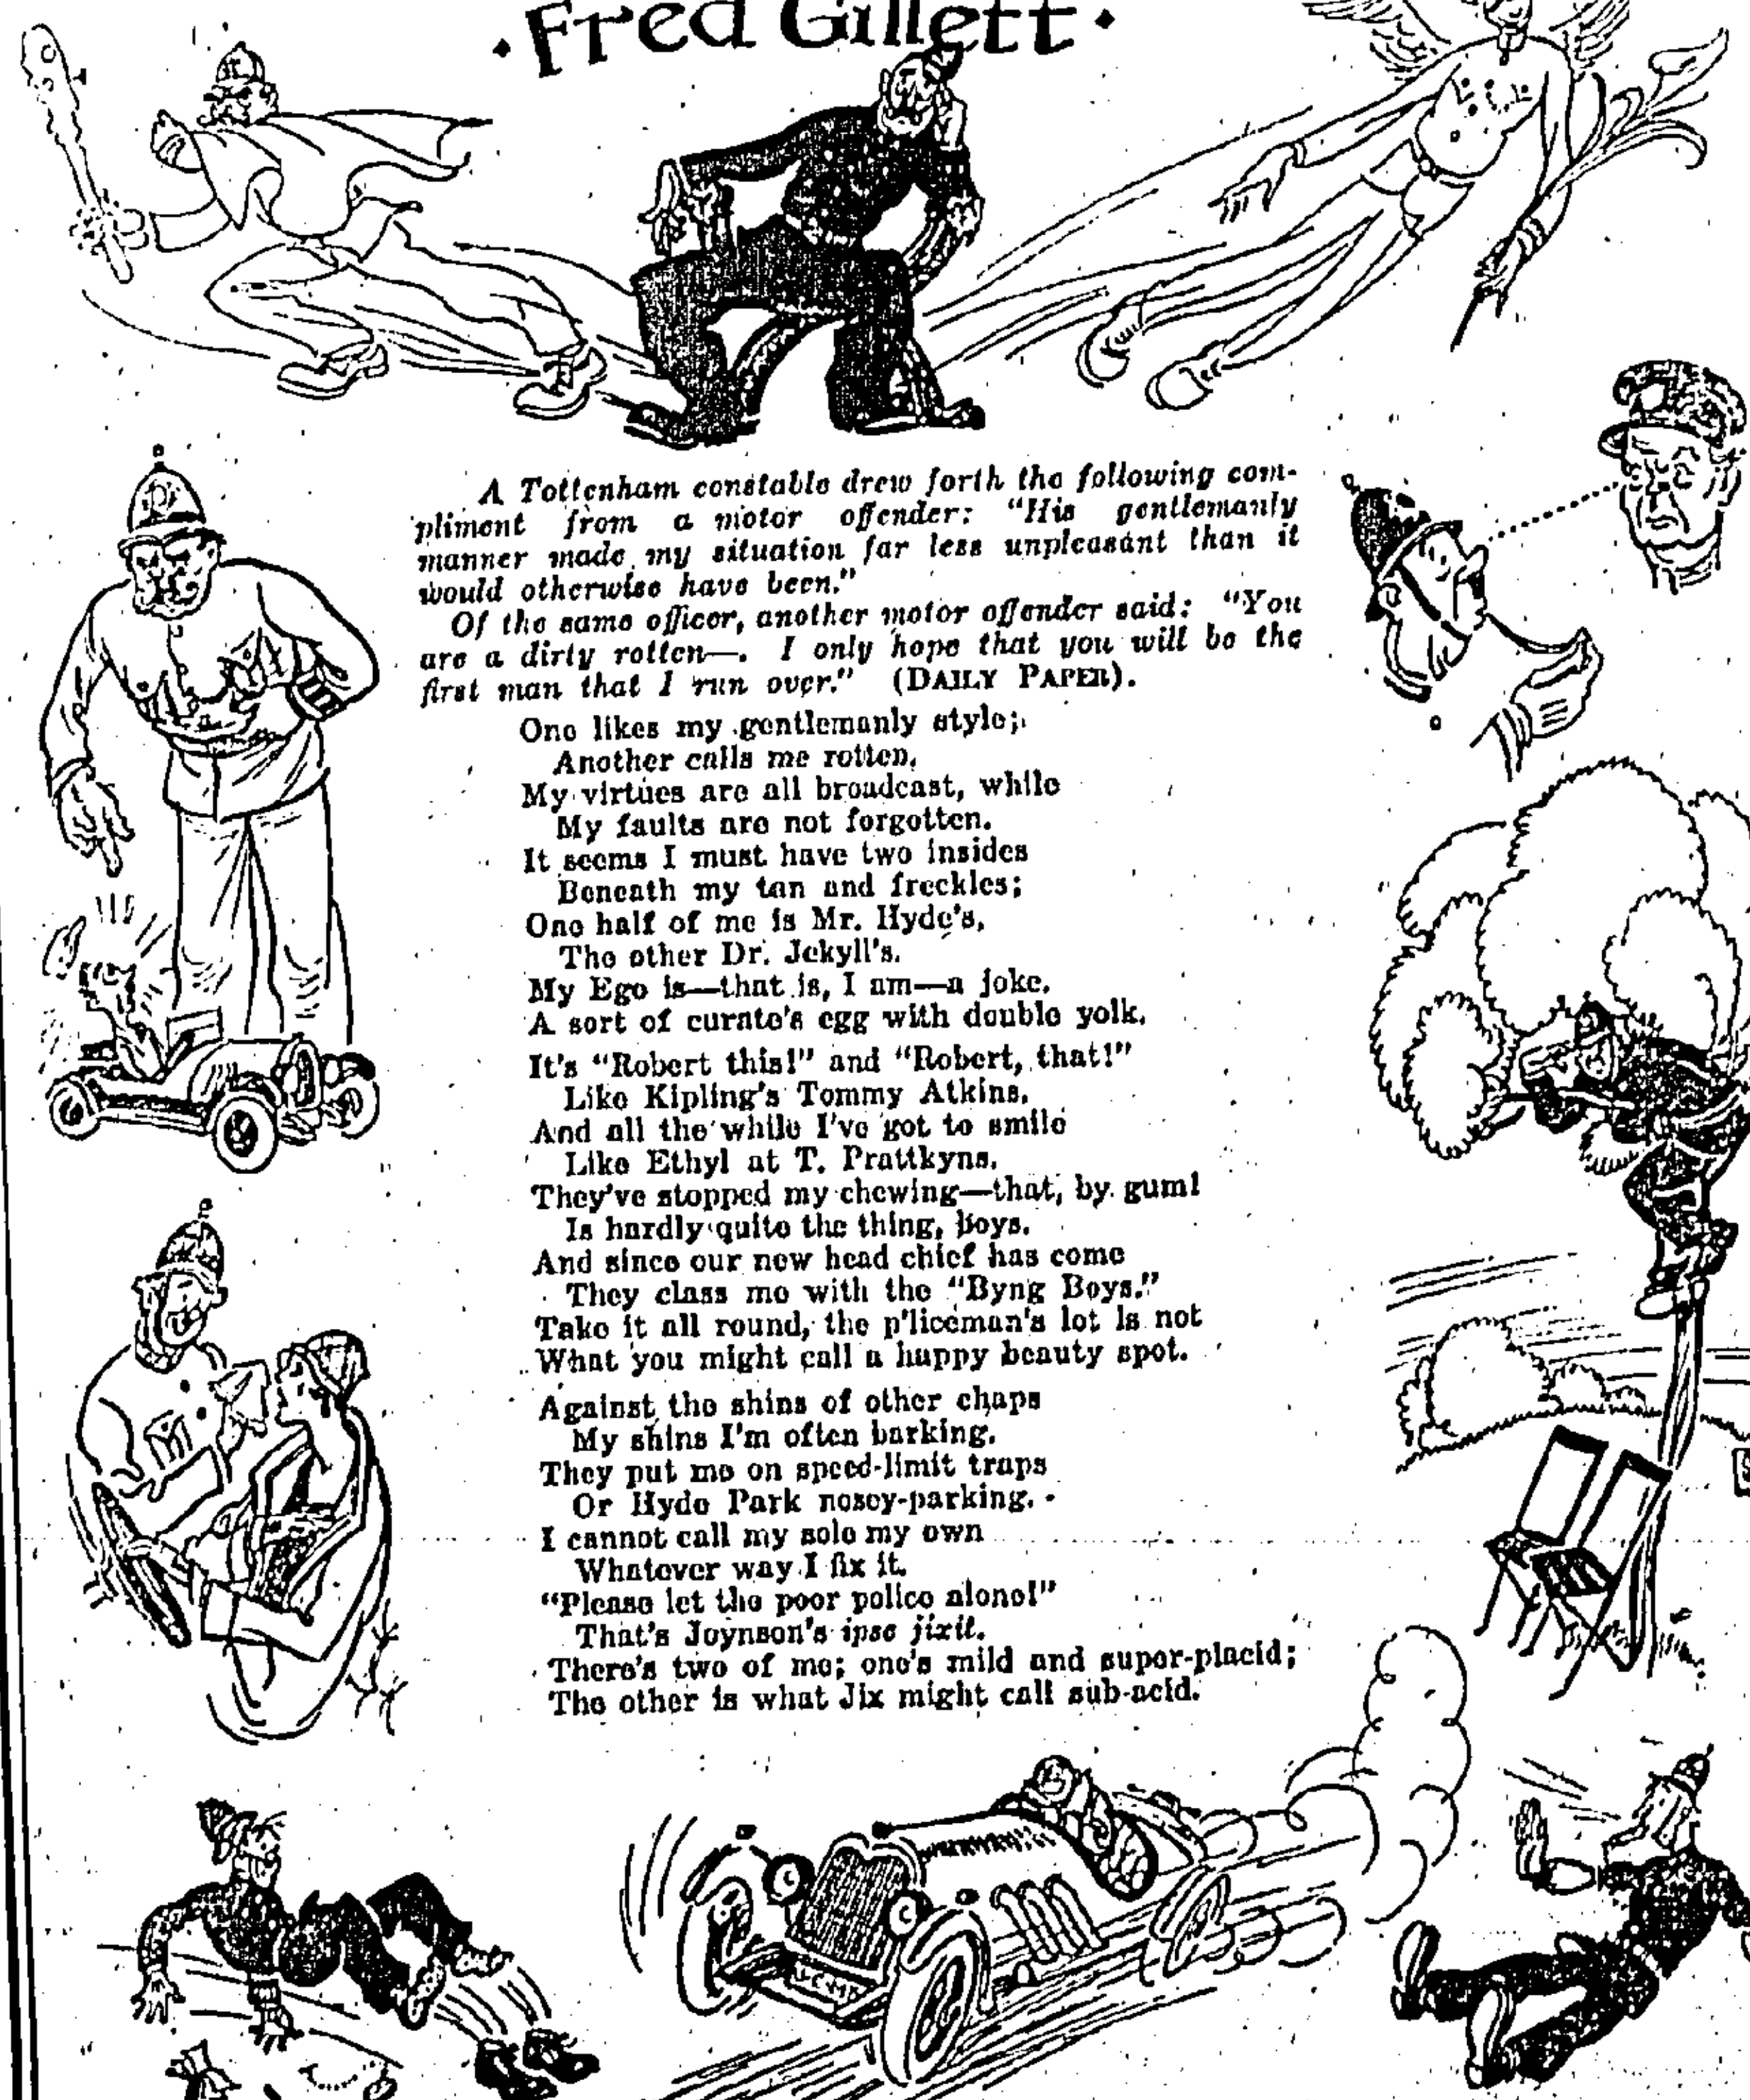 ·Fred Gillett·
A Tottenham constable drew forth the following com-
pliment from a motor offender: "His gentlemanly
manner made my situation far less unpleasant than it
would otherwise have been."
Of the same officer, another motor offender said: "You
are a dirty rotten—. I only hope that you will be the
first man that I run over." (DAILY PAPER).
One likes my gentlemanly style;
Another calls me rotten,
My virtues are all broadcast, while
My faults are not forgotten.
It seems I must have two insides
Beneath my tan and freckles;
One half of me is Mr. Hyde's,
The other Dr. Jekyll's.
My Ego is—that is, I am—a joke,
A sort of curate's egg with double yolk.
It's "Robert this!" and "Robert, that!"
Like Kipling's Tommy Atkins,
And all the while I've got to smile
Like Ethyl at T. Prattkyns.
They've stopped my chewing—that, by gum!
Is hardly quite the thing, boys.
And since our new head chief has come
They class me with the "Byng Boys."
Take it all round, the p'liceman's lot is not
What you might call a happy beauty spot.
Against the shins of other chaps
My shins I'm often barking.
They put me on speed-limit traps
Or Hyde Park nosey-parking.
I cannot call my sole my own
Whatever way I fix it.
"Please let the poor police alone!"
That's Joynson's ipse jixit.
There's two of me; one's mild and super-placid;
The other is what Jix might call sub-acid.